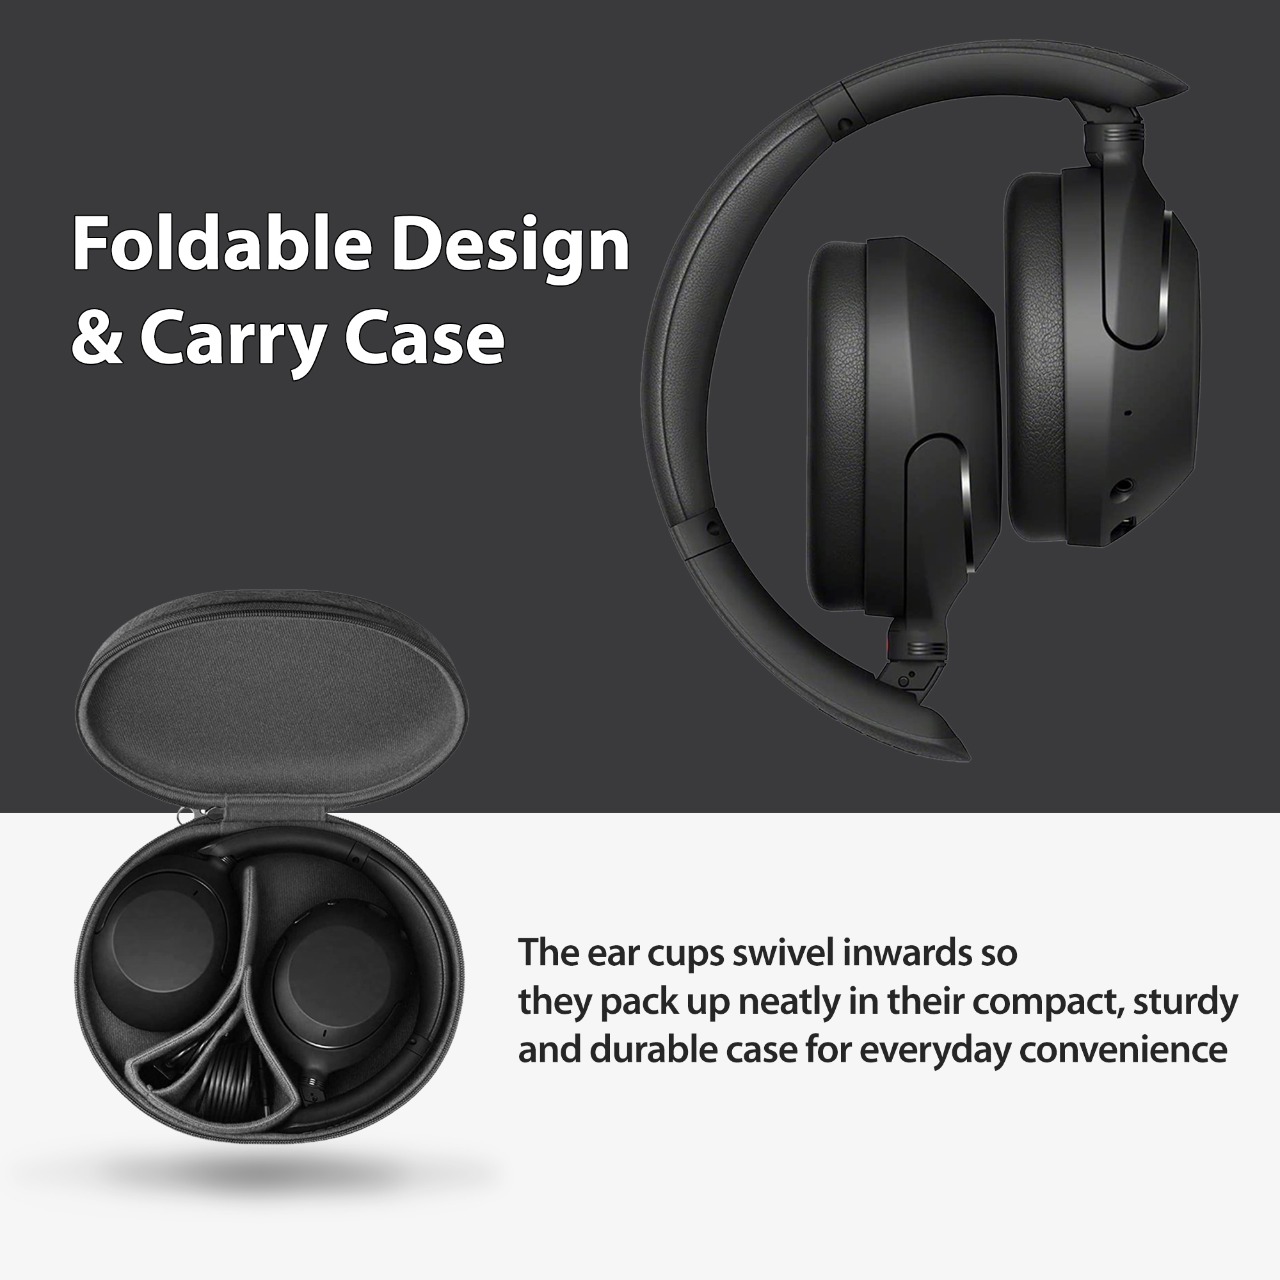 Foldable Design
& Carry Case
The ear cups swivel inwards so
they pack up neatly in their compact, sturdy
and durable case for everyday convenience